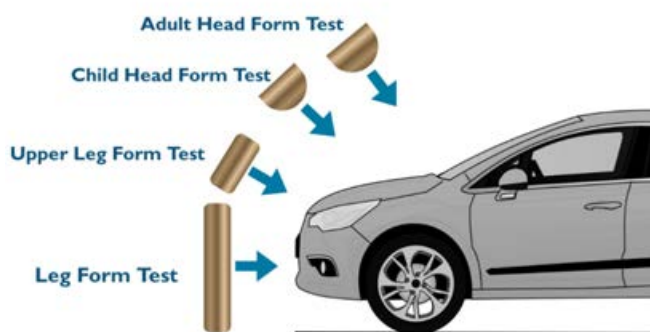 Adult Head Form Test
Child Head Form Test
Upper Leg Form Test
Leg Form Test